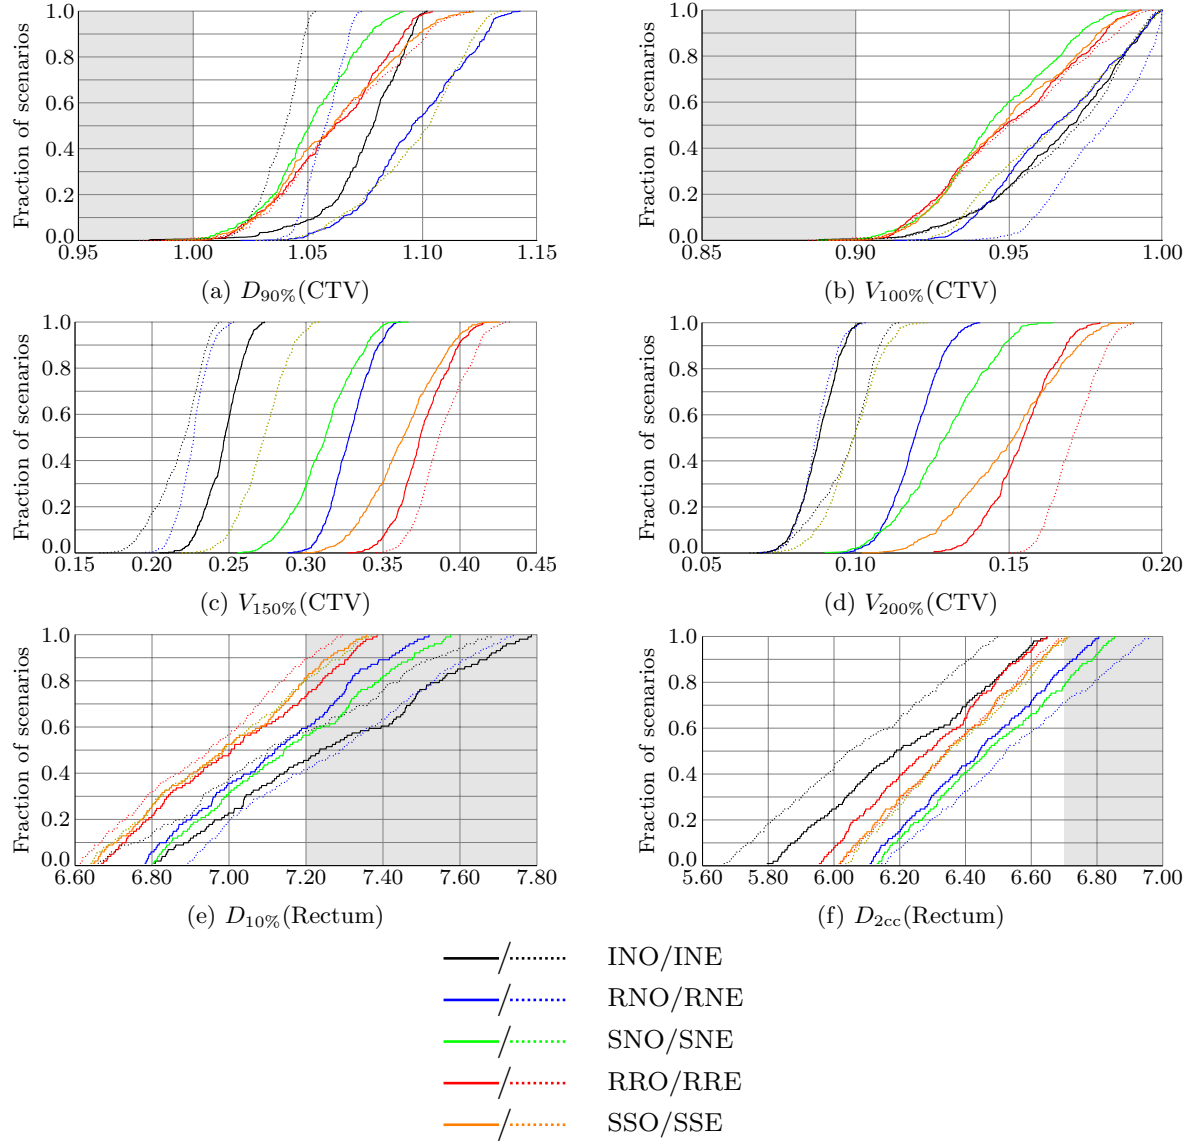 Fraction of scenarios
1.0
0.8
0.6
0.4
0.2
0.0
0.95 1.00 1.05 1.10 1.15
(a) D90%(CTV)
Fraction of scenarios
1.0
0.8
0.6
0.4
0.2
0.0
0.85 0.90 0.95 1.00
(b) V100%(CTV)
Fraction of scenarios
1.0
0.8
0.6
0.4
0.2
0.0
0.15 0.20 0.25 0.30 0.35 0.40 0.45
(c) V150%(CTV)
Fraction of scenarios
1.0
0.8
0.6
0.4
0.2
0.0
0.05 0.10 0.15 0.20
(d) V200%(CTV)
Fraction of scenarios
1.0
0.8
0.6
0.4
0.2
0.0
6.60 6.80 7.00 7.20 7.40 7.60 7.80
(e) D10%(Rectum)
Fraction of scenarios
1.0
0.8
0.6
0.4
0.2
0.0
5.60 5.80 6.00 6.20 6.40 6.60 6.80 7.00
(f) D2cc(Rectum)
INO/INE
RNO/RNE
SNO/SNE
RRO/RRE
SSO/SSE